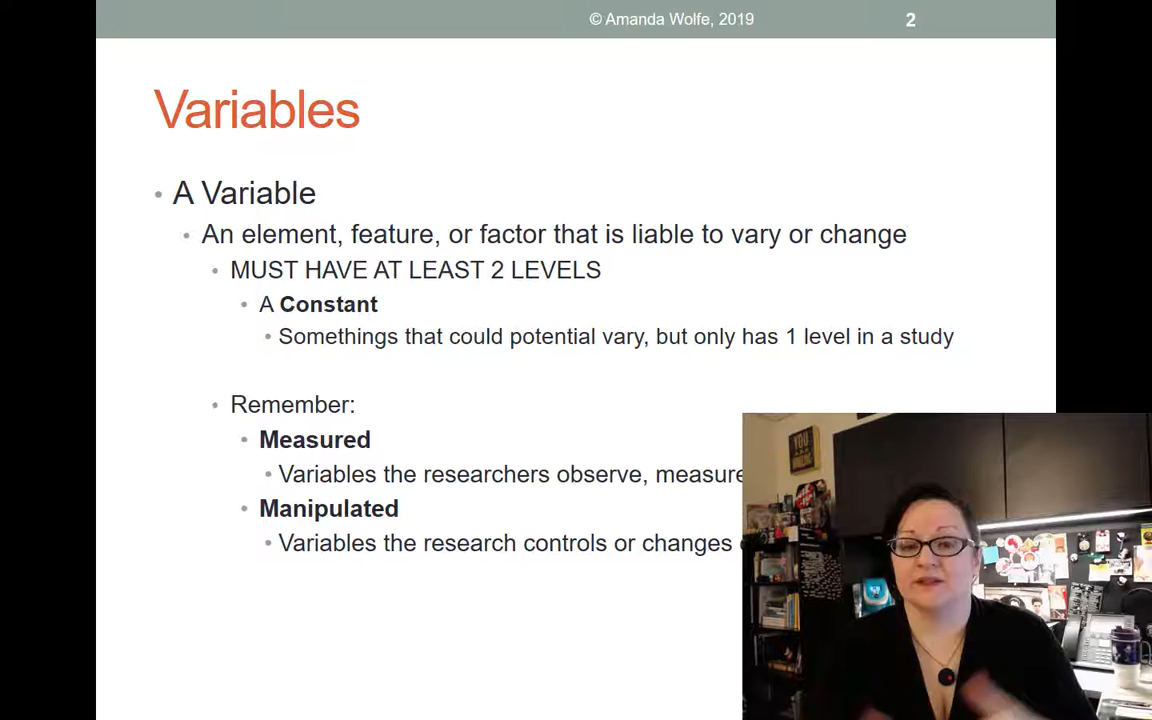 © Amanda Wolfe, 2019 2
Variables
• A Variable
• An element, feature, or factor that is liable to vary or change
• MUST HAVE AT LEAST 2 LEVELS
• A Constant
• Somethings that could potential vary, but only has 1 level in a study
• Remember:
• Measured
• Variables the researchers observe, measure
• Manipulated
• Variables the research controls or changes
YOU
ARE